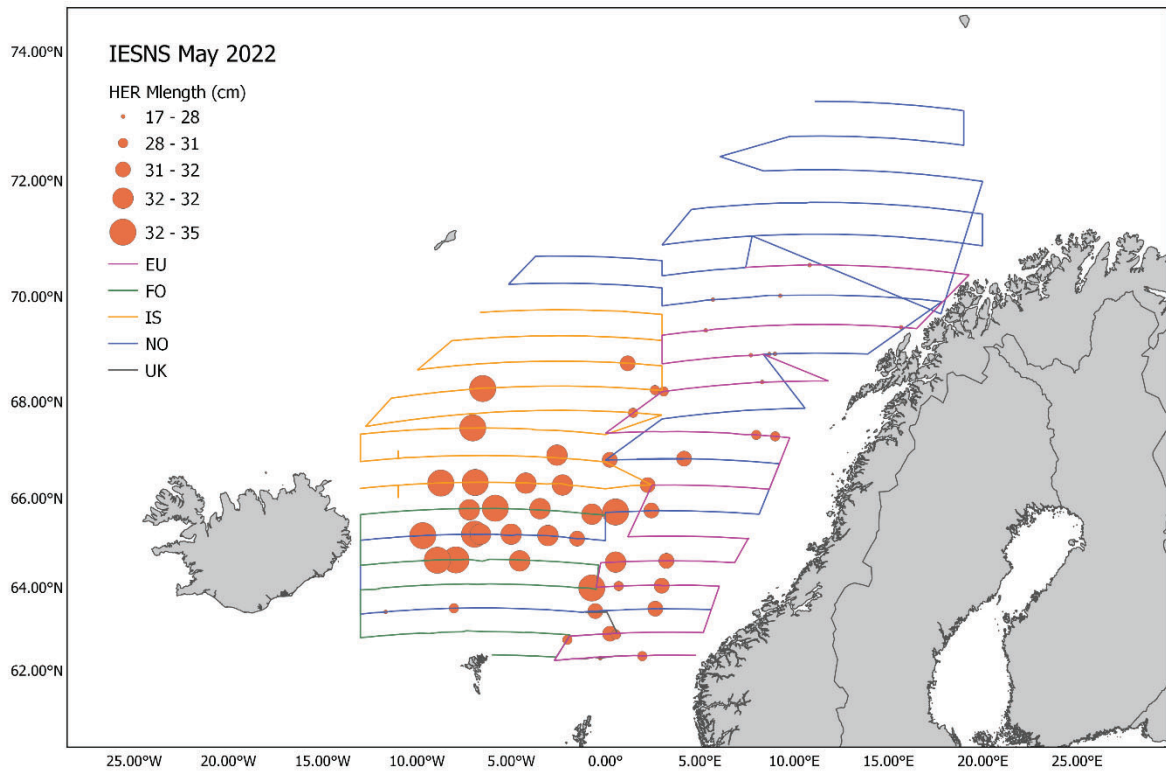 IESNS May 2022
HER Mlength (cm)
17 - 28
28 - 31
31 - 32
32 - 32
32 - 35
EU
FO
IS
NO
UK
74.00°N
72.00°N
70.00°N
68.00°N
66.00°N
64.00°N
62.00°N
25.00°W 20.00°W 15.00°W 10.00°W 5.00°W 0.00°E 5.00°E 10.00°E 15.00°E 20.00°E 25.00°E